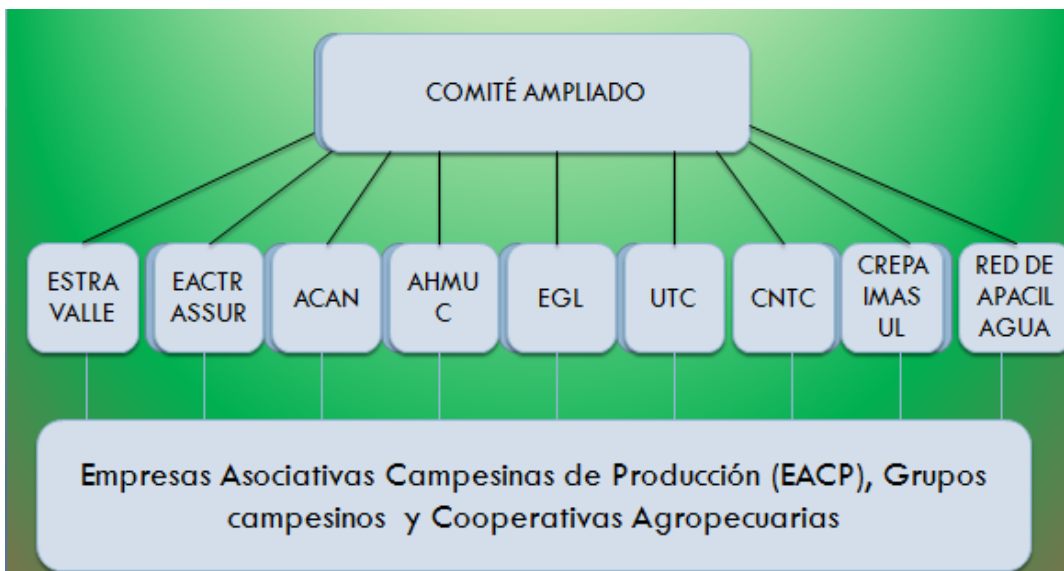 COMITÉ AMPLIADO
ESTRA
VALLE
EACTR
ASSUR
ACAN
AHMU
C
EGL
UTC
CNTC
CREPA
IMAS
UL
RED DE
APACIL
AGUA
Empresas Asociativas Campesinas de Producción (EACP), Grupos
campesinos y Cooperativas Agropecuarias